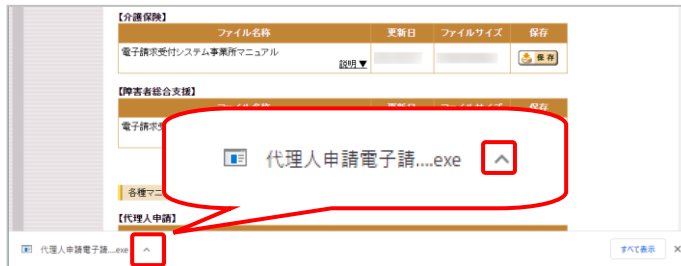 【介護保険】
ファイル名称 更新日 ファイルサイズ 保存
電子請求受付システム事業所マニュアル
説明▼ 保存
【障害者総合支援】
ファイル名称 更新日 ファイルサイズ 保存
電子請求受
代理人申請電子請....exe
各種マニ
【代理人申請】
代理人申請電子請....exe すべて表示